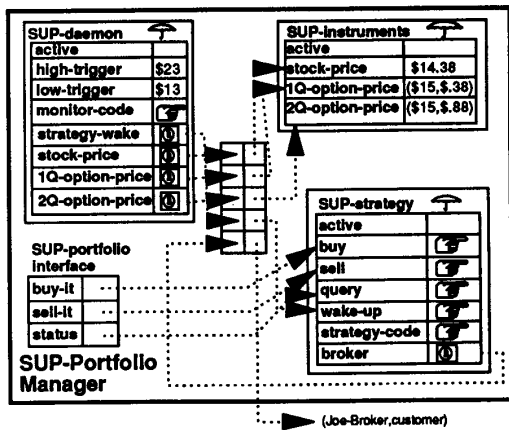 SUP-daemon
active
high-trigger $23
low-trigger $13
monitor-code
strategy-wake
stock-price
1Q-option-price
2Q-option-price
SUP-instruments
active
stock-price $14.38
1Q-option-price ($15,$.38)
2Q-option-price ($15,$.88)
SUP-portfolio
interface
buy-it
sell-it
status
SUP-strategy
active
buy
sell
query
wake-up
strategy-code
broker
SUP-Portfolio
Manager
(Joe-Broker,customer)